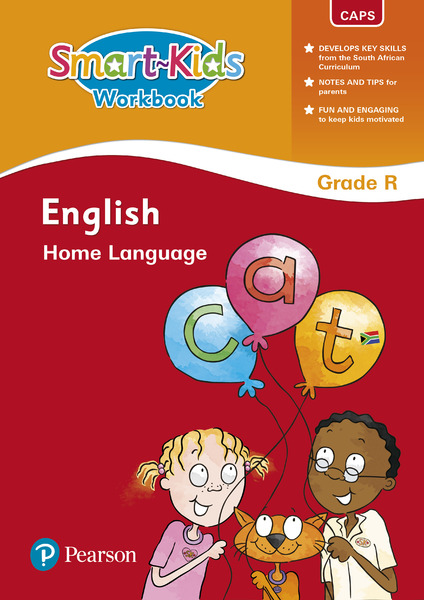 CAPS
Smart~Kids
Workbook
DEVELOPS KEY SKILLS
from the South African
Curriculum
NOTES AND TIPS for
parents
FUN AND ENGAGING
to keep kids motivated
Grade R
English
Home Language
c
a
t
Pearson